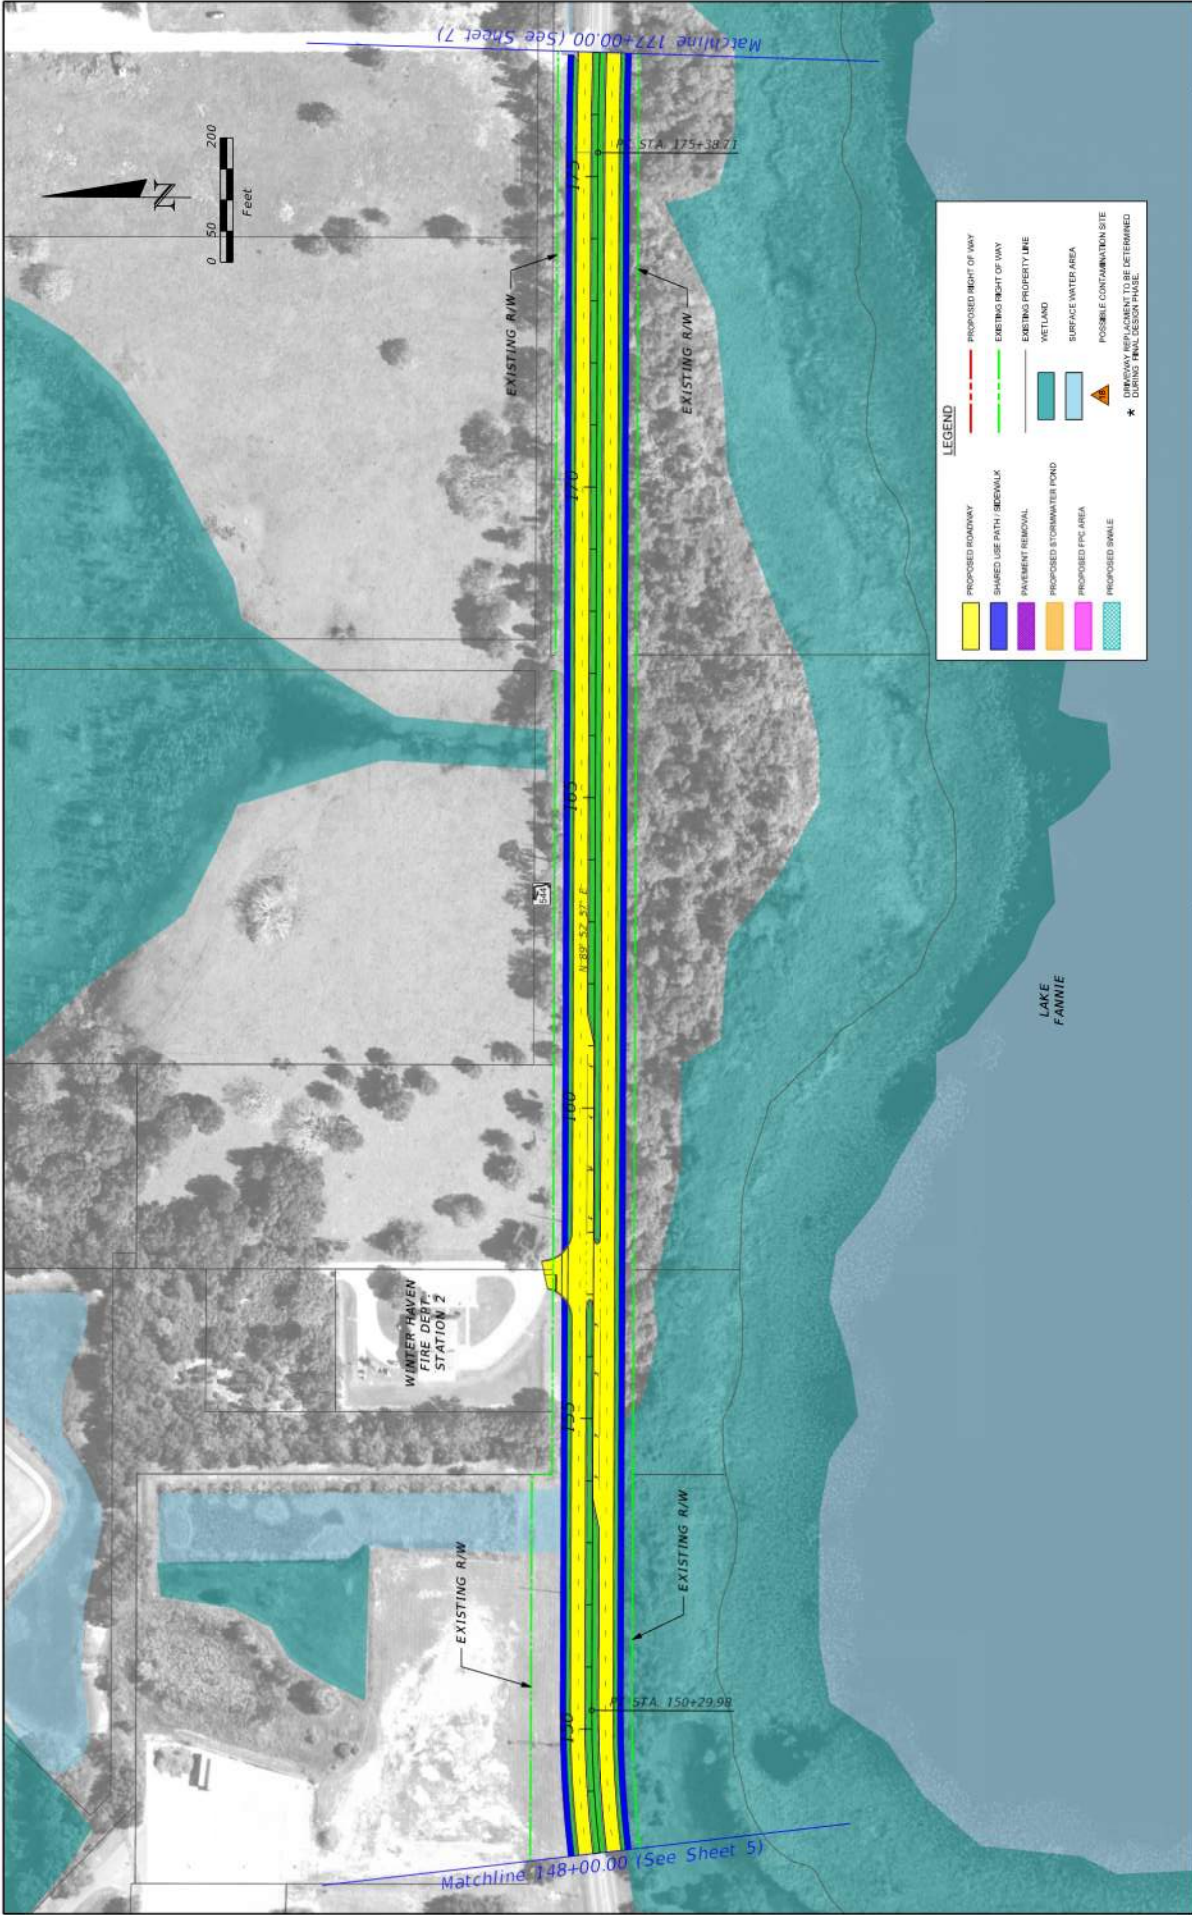 Matchline 148+00.00 (See Sheet 5)
Matchline 177+00.00 (See Sheet 7)
N
0 50 200
Feet
EXISTING R/W
EXISTING R/W
EXISTING R/W
EXISTING R/W
WINTER HAVEN
FIRE DEPT.
STATION 2
544
150
155
160
165
170
175
N 89° 52' 57" E
STA. 150+29.98
PC STA. 175+38.71
LAKE
FANNIE
LEGEND
PROPOSED ROADWAY
SHARED USE PATH / SIDEWALK
PAVEMENT REMOVAL
PROPOSED STORMWATER POND
PROPOSED FPC AREA
PROPOSED SWALE
PROPOSED RIGHT OF WAY
EXISTING RIGHT OF WAY
EXISTING PROPERTY LINE
WETLAND
SURFACE WATER AREA
POSSIBLE CONTAMINATION SITE
* DRIVEWAY REPLACMENT TO BE DETERMINED
DURING FINAL DESIGN PHASE.